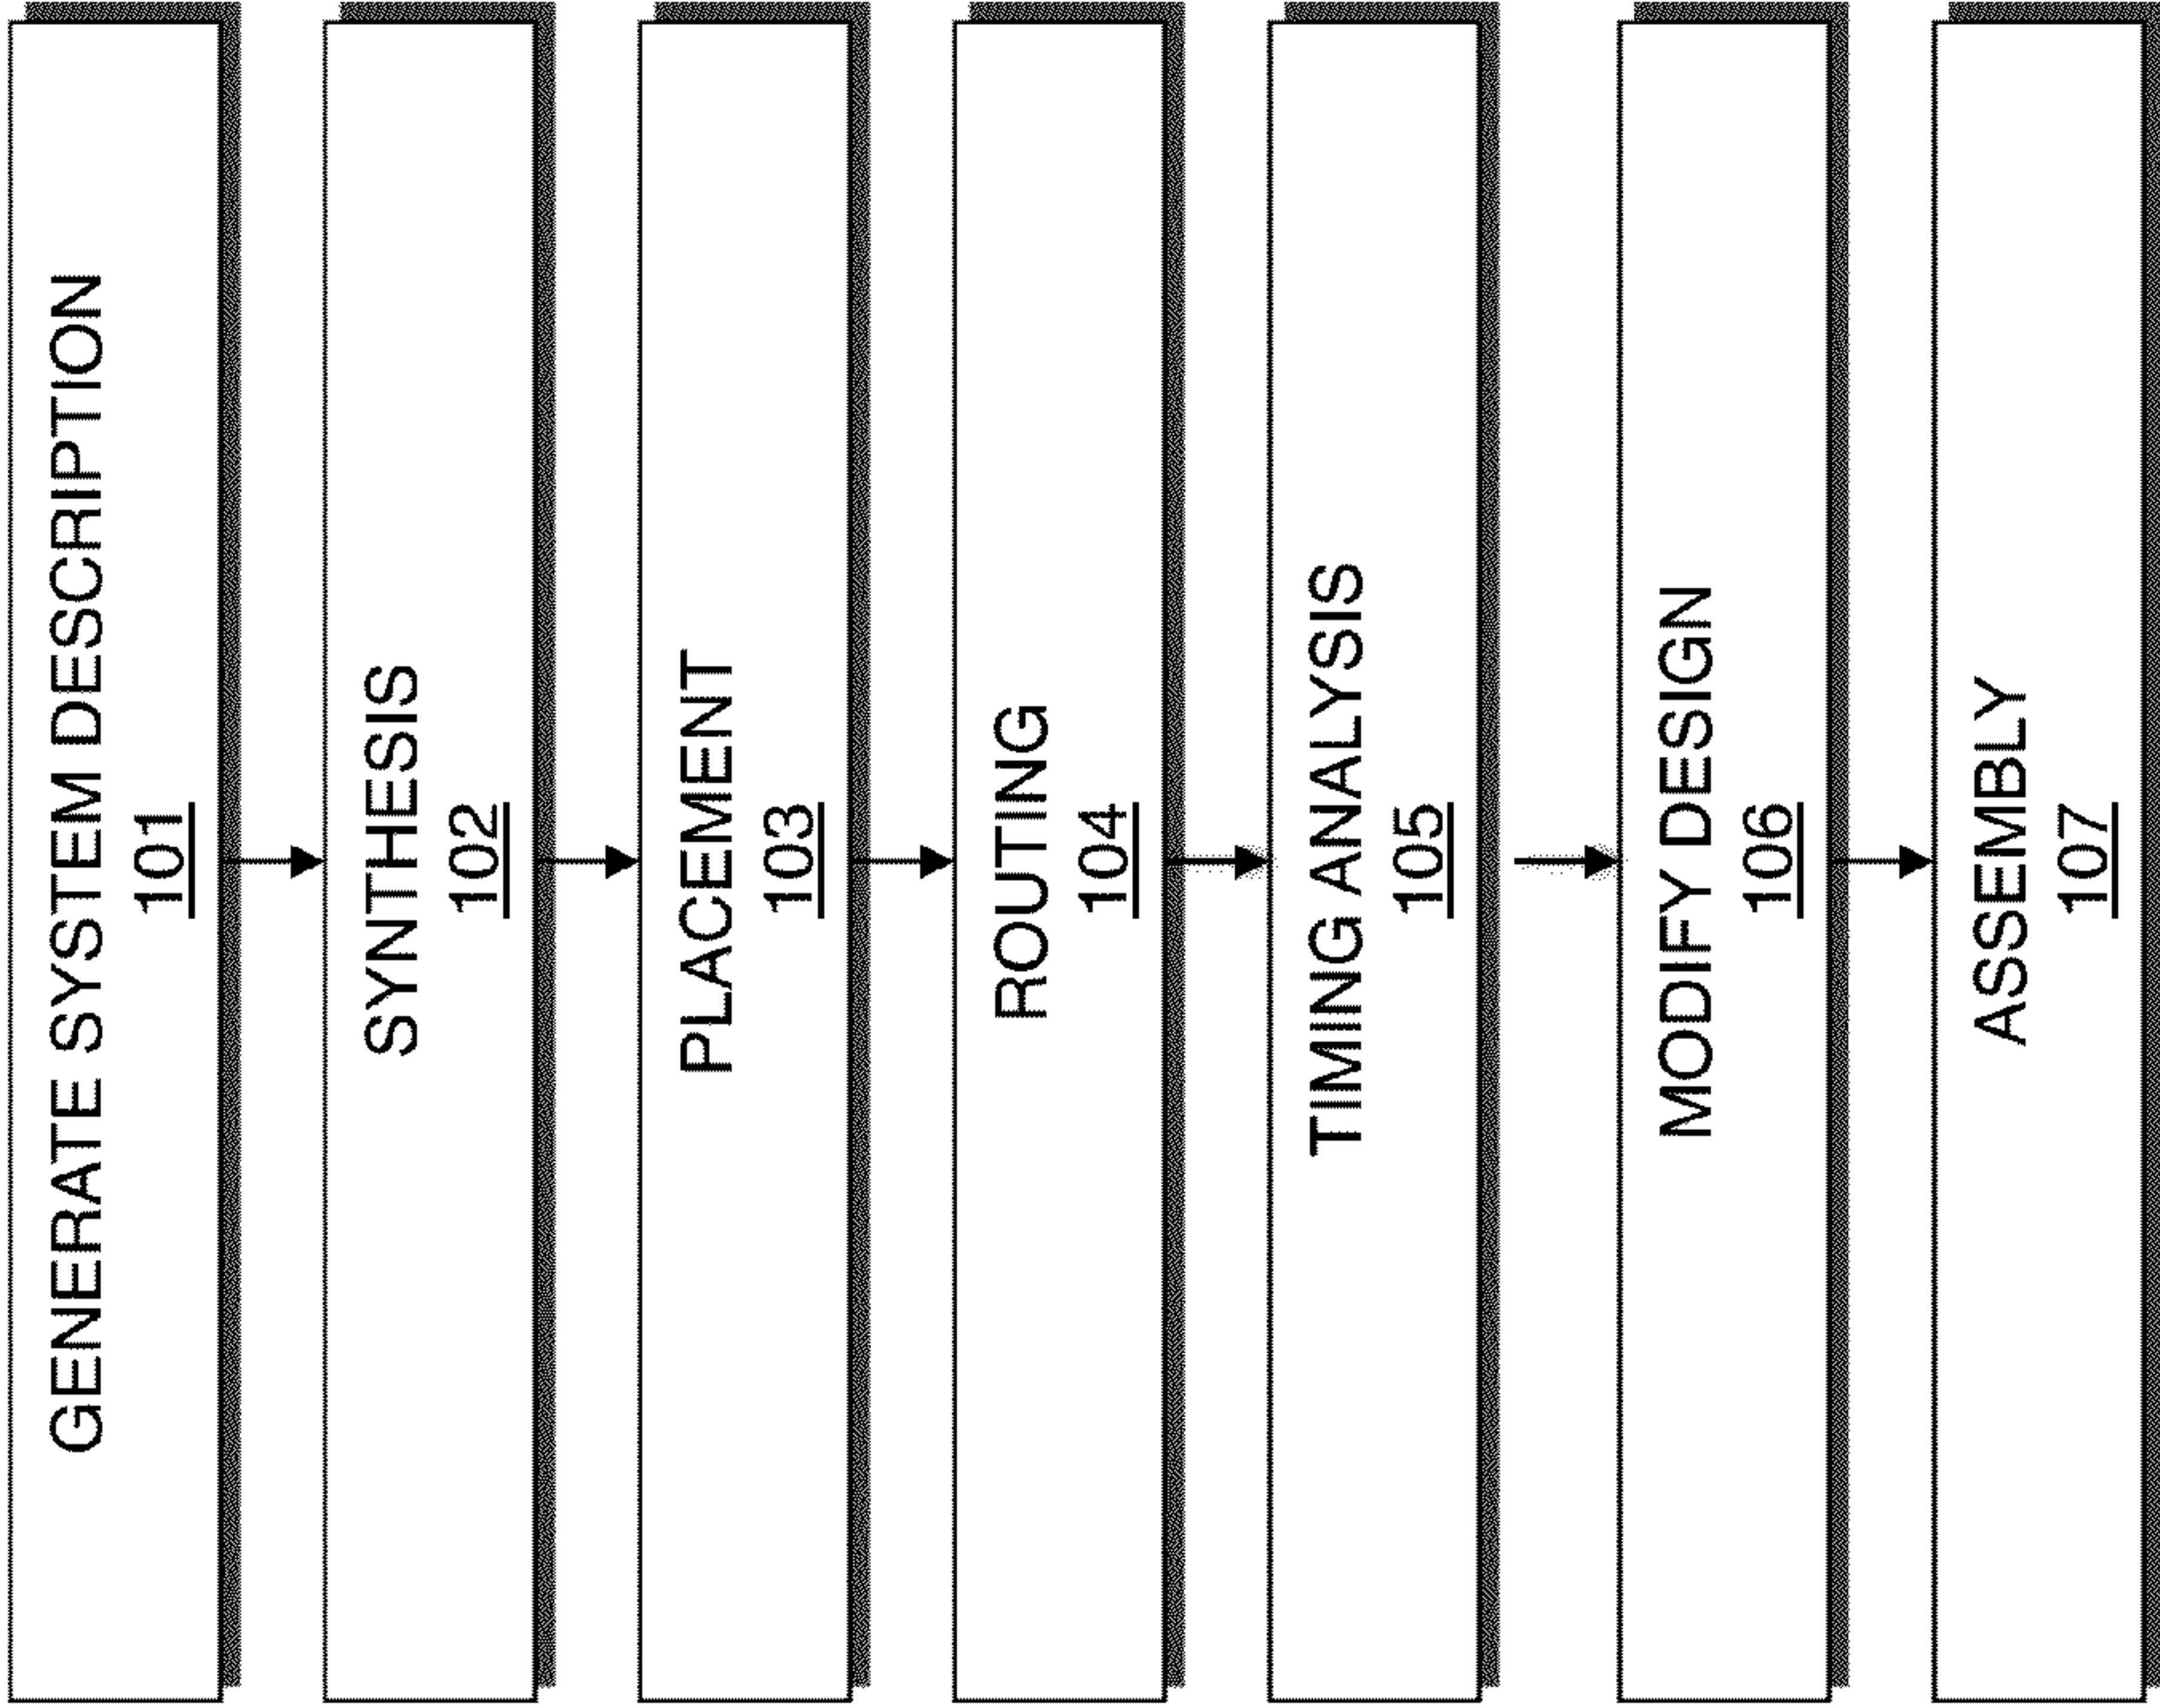 GENERATE SYSTEM DESCRIPTION
101
SYNTHESIS
102
PLACEMENT
103
ROUTING
104
TIMING ANALYSIS
105
MODIFY DESIGN
106
ASSEMBLY
107